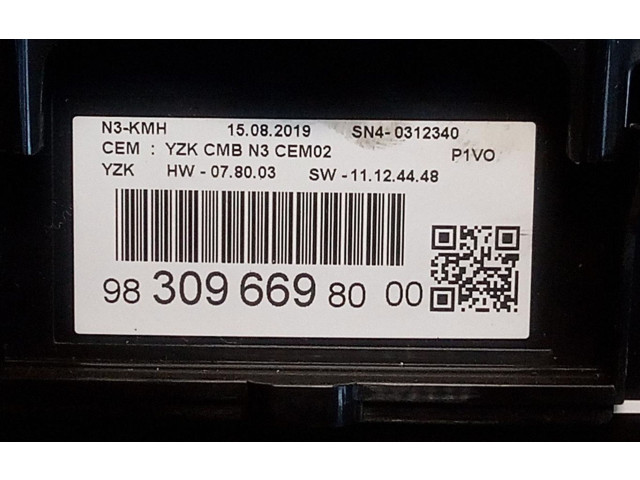 N3-KMH 15.08.2019 SN4- 0312340
CEM : YZK CMB N3 CEM02 P1VO
YZK HW - 07.80.03 SW - 11.12.44.48
98 309 669 80 00